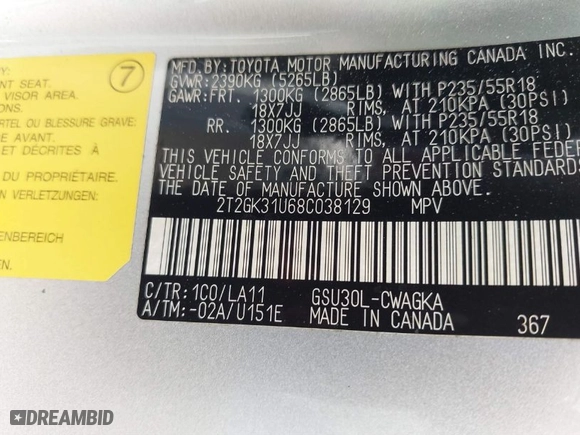 7
Y:
NT SEAT.
VISOR AREA.
ONS.
RTEL OU BLESSURE GRAVE:
E AVANT.
ET DÉCRITES À
N VERLETZUNGEN:
ENBEREICH
MFD.BY:TOYOTA MOTOR MANUFACTURING CANADA INC.
GVWR:2390KG (5265LB)
GAWR:FRT. 1300KG (2865LB) WITH P235/55R18
18X7JJ RIMS, AT 210KPA (30PSI)
RR. 1300KG (2865LB) WITH P235/55R18
18X7JJ RIMS, AT 210KPA (30PSI)
THIS VEHICLE CONFORMS TO ALL APPLICABLE FEDER
VEHICLE SAFETY AND THEFT PREVENTION STANDARDS
THE DATE OF MANUFACTURE SHOWN ABOVE.
2T2GK31U68C038129 MPV
C/TR:1C0/LA11 GSU30L-CWAGKA
A/TM:-02A/U151E MADE IN CANADA 367
DREAMBID